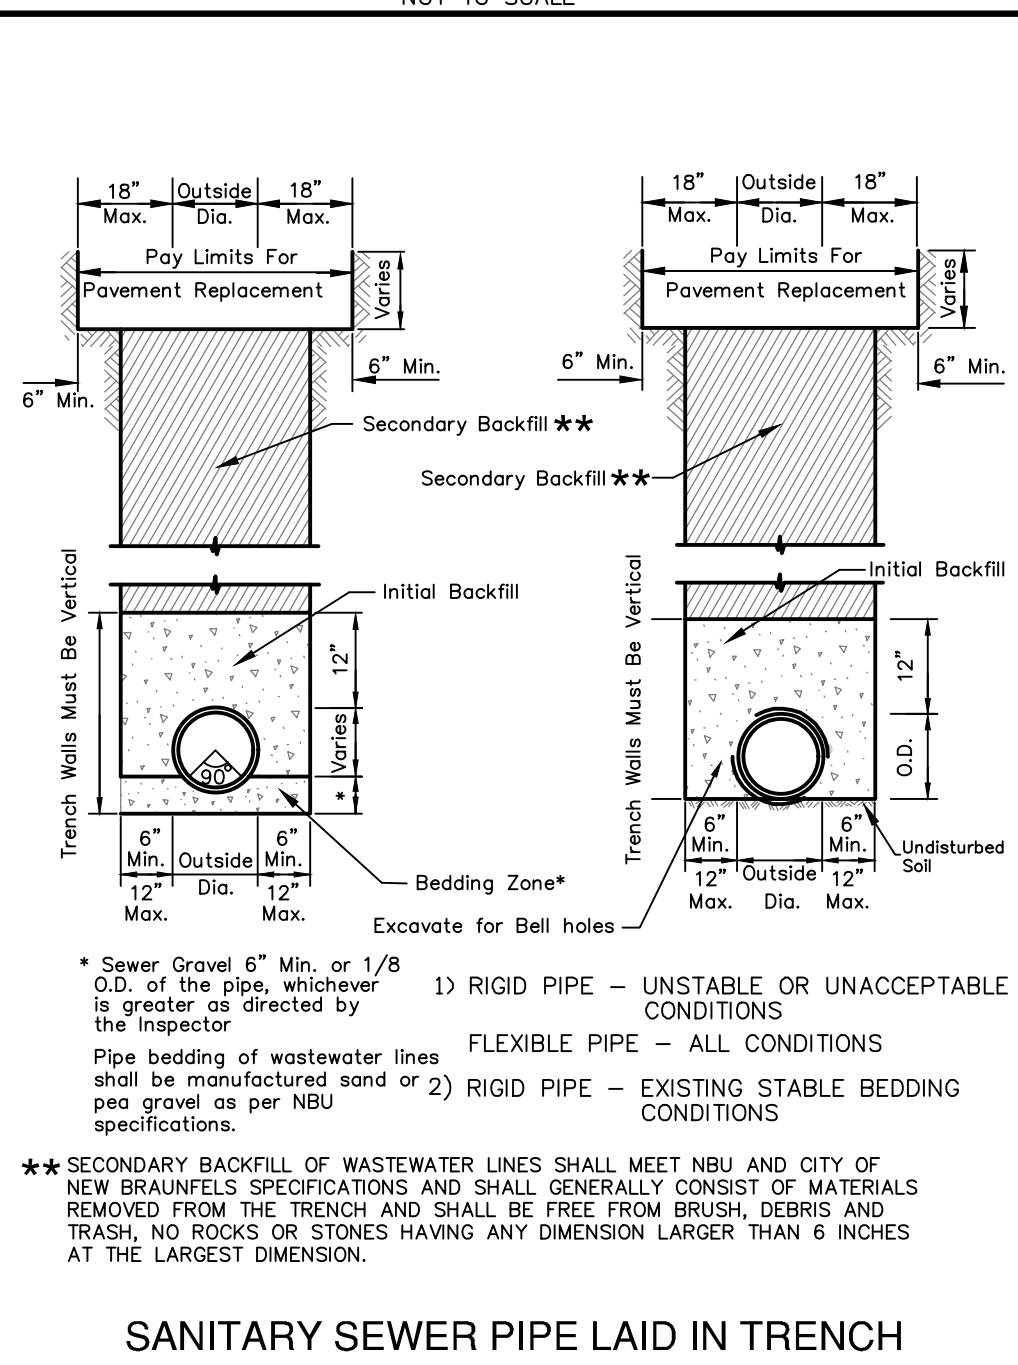 18" Outside 18"
Max. Dia. Max.
Pay Limits For
Pavement Replacement
Varies
6" Min.
6" Min.
Secondary Backfill **
Trench Walls Must Be Vertical
Initial Backfill
12"
Varies
*
90°
6" 6"
Min. Outside Min.
12" Dia. 12"
Max. Max.
Bedding Zone*
18" Outside 18"
Max. Dia. Max.
Pay Limits For
Pavement Replacement
Varies
6" Min.
6" Min.
Secondary Backfill **
Trench Walls Must Be Vertical
Initial Backfill
12"
O.D.
6" 6"
Min. Min.
12" Outside 12"
Max. Dia. Max.
Undisturbed
Soil
Excavate for Bell holes
* Sewer Gravel 6" Min. or 1/8
O.D. of the pipe, whichever
is greater as directed by
the Inspector
Pipe bedding of wastewater lines
shall be manufactured sand or
pea gravel as per NBU
specifications.
1) RIGID PIPE – UNSTABLE OR UNACCEPTABLE
CONDITIONS
FLEXIBLE PIPE – ALL CONDITIONS
2) RIGID PIPE – EXISTING STABLE BEDDING
CONDITIONS
** SECONDARY BACKFILL OF WASTEWATER LINES SHALL MEET NBU AND CITY OF
NEW BRAUNFELS SPECIFICATIONS AND SHALL GENERALLY CONSIST OF MATERIALS
REMOVED FROM THE TRENCH AND SHALL BE FREE FROM BRUSH, DEBRIS AND
TRASH, NO ROCKS OR STONES HAVING ANY DIMENSION LARGER THAN 6 INCHES
AT THE LARGEST DIMENSION.
SANITARY SEWER PIPE LAID IN TRENCH